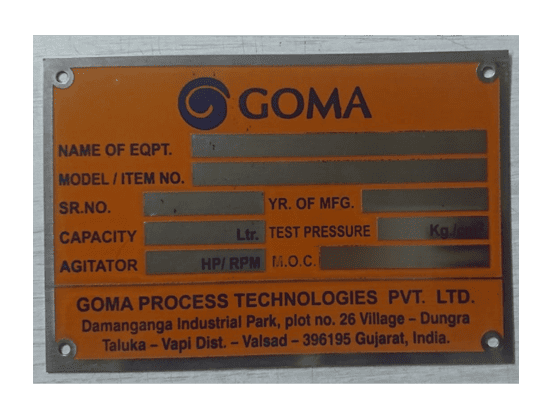 GOMA
NAME OF EQPT.
MODEL / ITEM NO.
SR.NO. YR. OF MFG.
CAPACITY Ltr. TEST PRESSURE Kg./cm²
AGITATOR HP/ RPM M.O.C.
GOMA PROCESS TECHNOLOGIES PVT. LTD.
Damanganga Industrial Park, plot no. 26 Village – Dungra
Taluka – Vapi Dist. – Valsad – 396195 Gujarat, India.